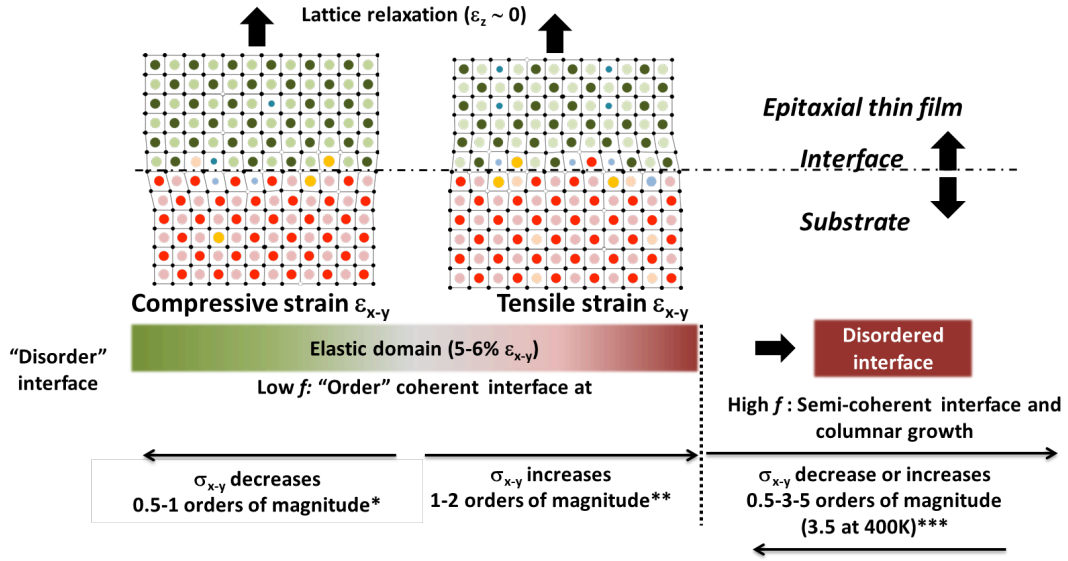 Lattice relaxation (εz ~ 0)
Epitaxial thin film
Interface
Substrate
Compressive strain εx-y
Tensile strain εx-y
“Disorder”
interface
Elastic domain (5-6% εx-y)
Disordered
interface
Low f: “Order” coherent interface at
High f : Semi-coherent interface and
columnar growth
σx-y decreases
0.5-1 orders of magnitude*
σx-y increases
1-2 orders of magnitude**
σx-y decrease or increases
0.5-3-5 orders of magnitude
(3.5 at 400K)***